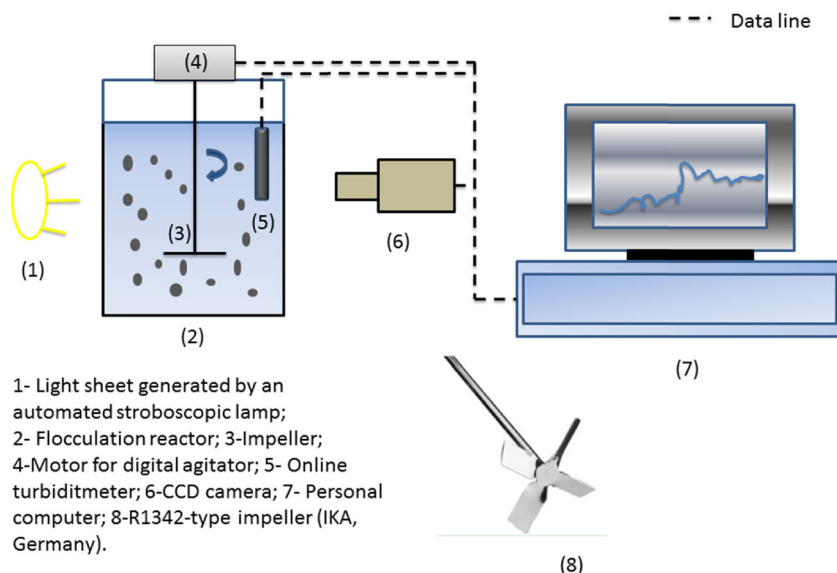 Data line
(4)
(3)
(5)
(1)
(6)
(2)
(7)
1- Light sheet generated by an
automated stroboscopic lamp;
2- Flocculation reactor; 3-Impeller;
4-Motor for digital agitator; 5- Online
turbiditmeter; 6-CCD camera; 7- Personal
computer; 8-R1342-type impeller (IKA,
Germany).
(8)